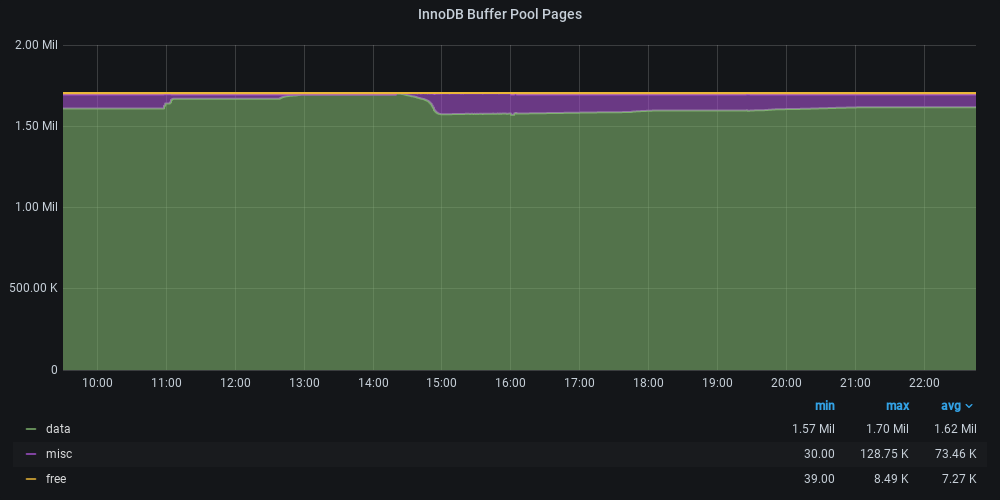 InnoDB Buffer Pool Pages
2.00 Mil
1.50 Mil
1.00 Mil
500.00 K
0
10:00 11:00 12:00 13:00 14:00 15:00 16:00 17:00 18:00 19:00 20:00 21:00 22:00
min max avg
data 1.57 Mil 1.70 Mil 1.62 Mil
misc 30.00 128.75 K 73.46 K
free 39.00 8.49 K 7.27 K